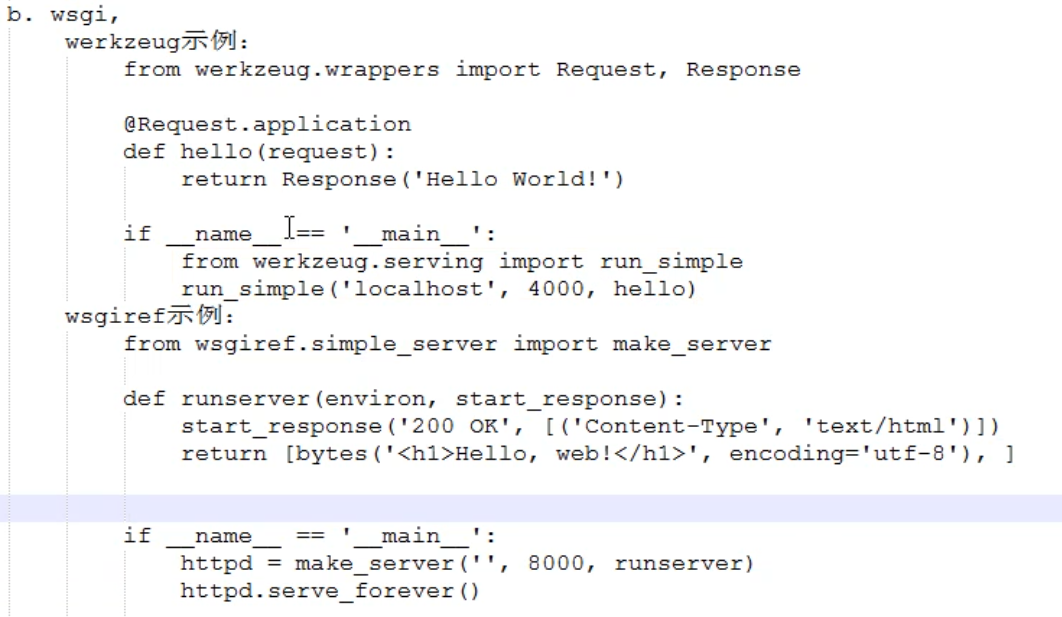 b. wsgi,
werkzeug示例:
from werkzeug.wrappers import Request, Response
@Request.application
def hello(request):
return Response('Hello World!')
if __name__ == '__main__':
from werkzeug.serving import run_simple
run_simple('localhost', 4000, hello)
wsgiref示例:
from wsgiref.simple_server import make_server
def runserver(environ, start_response):
start_response('200 OK', [('Content-Type', 'text/html')])
return [bytes('<h1>Hello, web!</h1>', encoding='utf-8'), ]
if __name__ == '__main__':
httpd = make_server('', 8000, runserver)
httpd.serve_forever()